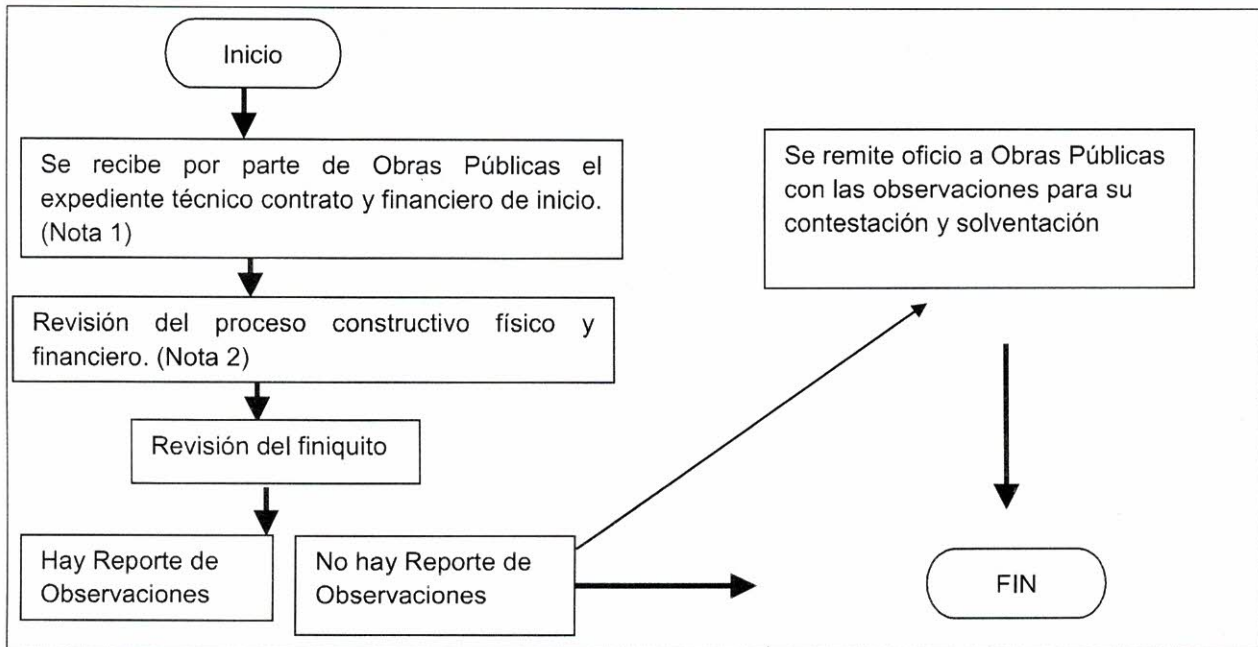 Inicio
Se recibe por parte de Obras Públicas el
expediente técnico contrato y financiero de inicio.
(Nota 1)
Revisión del proceso constructivo físico y
financiero. (Nota 2)
Revisión del finiquito
Hay Reporte de
Observaciones
No hay Reporte de
Observaciones
Se remite oficio a Obras Públicas
con las observaciones para su
contestación y solventación
FIN